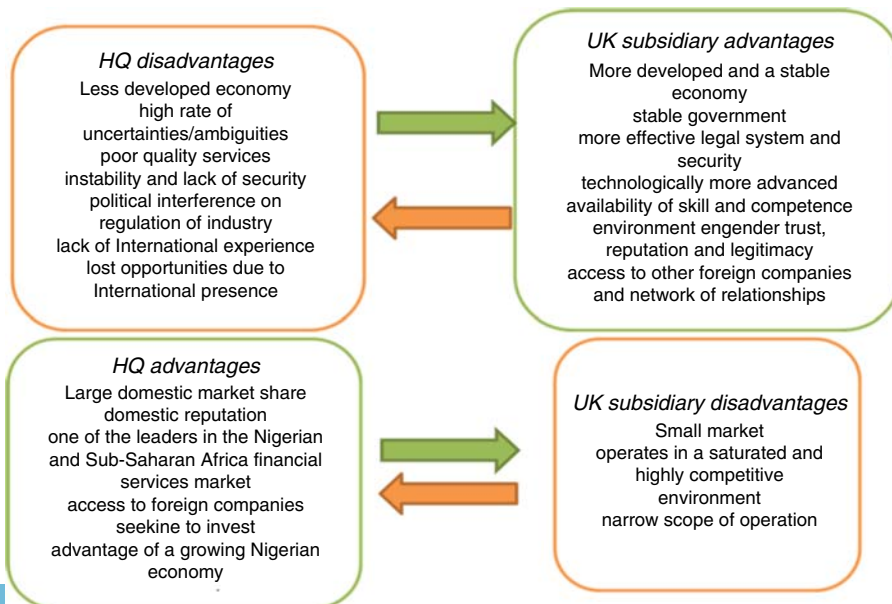 HQ disadvantages
Less developed economy
high rate of
uncertainties/ambiguities
poor quality services
instability and lack of security
political interference on
regulation of industry
lack of International experience
lost opportunities due to
International presence
UK subsidiary advantages
More developed and a stable
economy
stable government
more effective legal system and
security
technologically more advanced
availability of skill and competence
environment engender trust,
reputation and legitimacy
access to other foreign companies
and network of relationships
HQ advantages
Large domestic market share
domestic reputation
one of the leaders in the Nigerian
and Sub-Saharan Africa financial
services market
access to foreign companies
seekine to invest
advantage of a growing Nigerian
economy
UK subsidiary disadvantages
Small market
operates in a saturated and
highly competitive
environment
narrow scope of operation